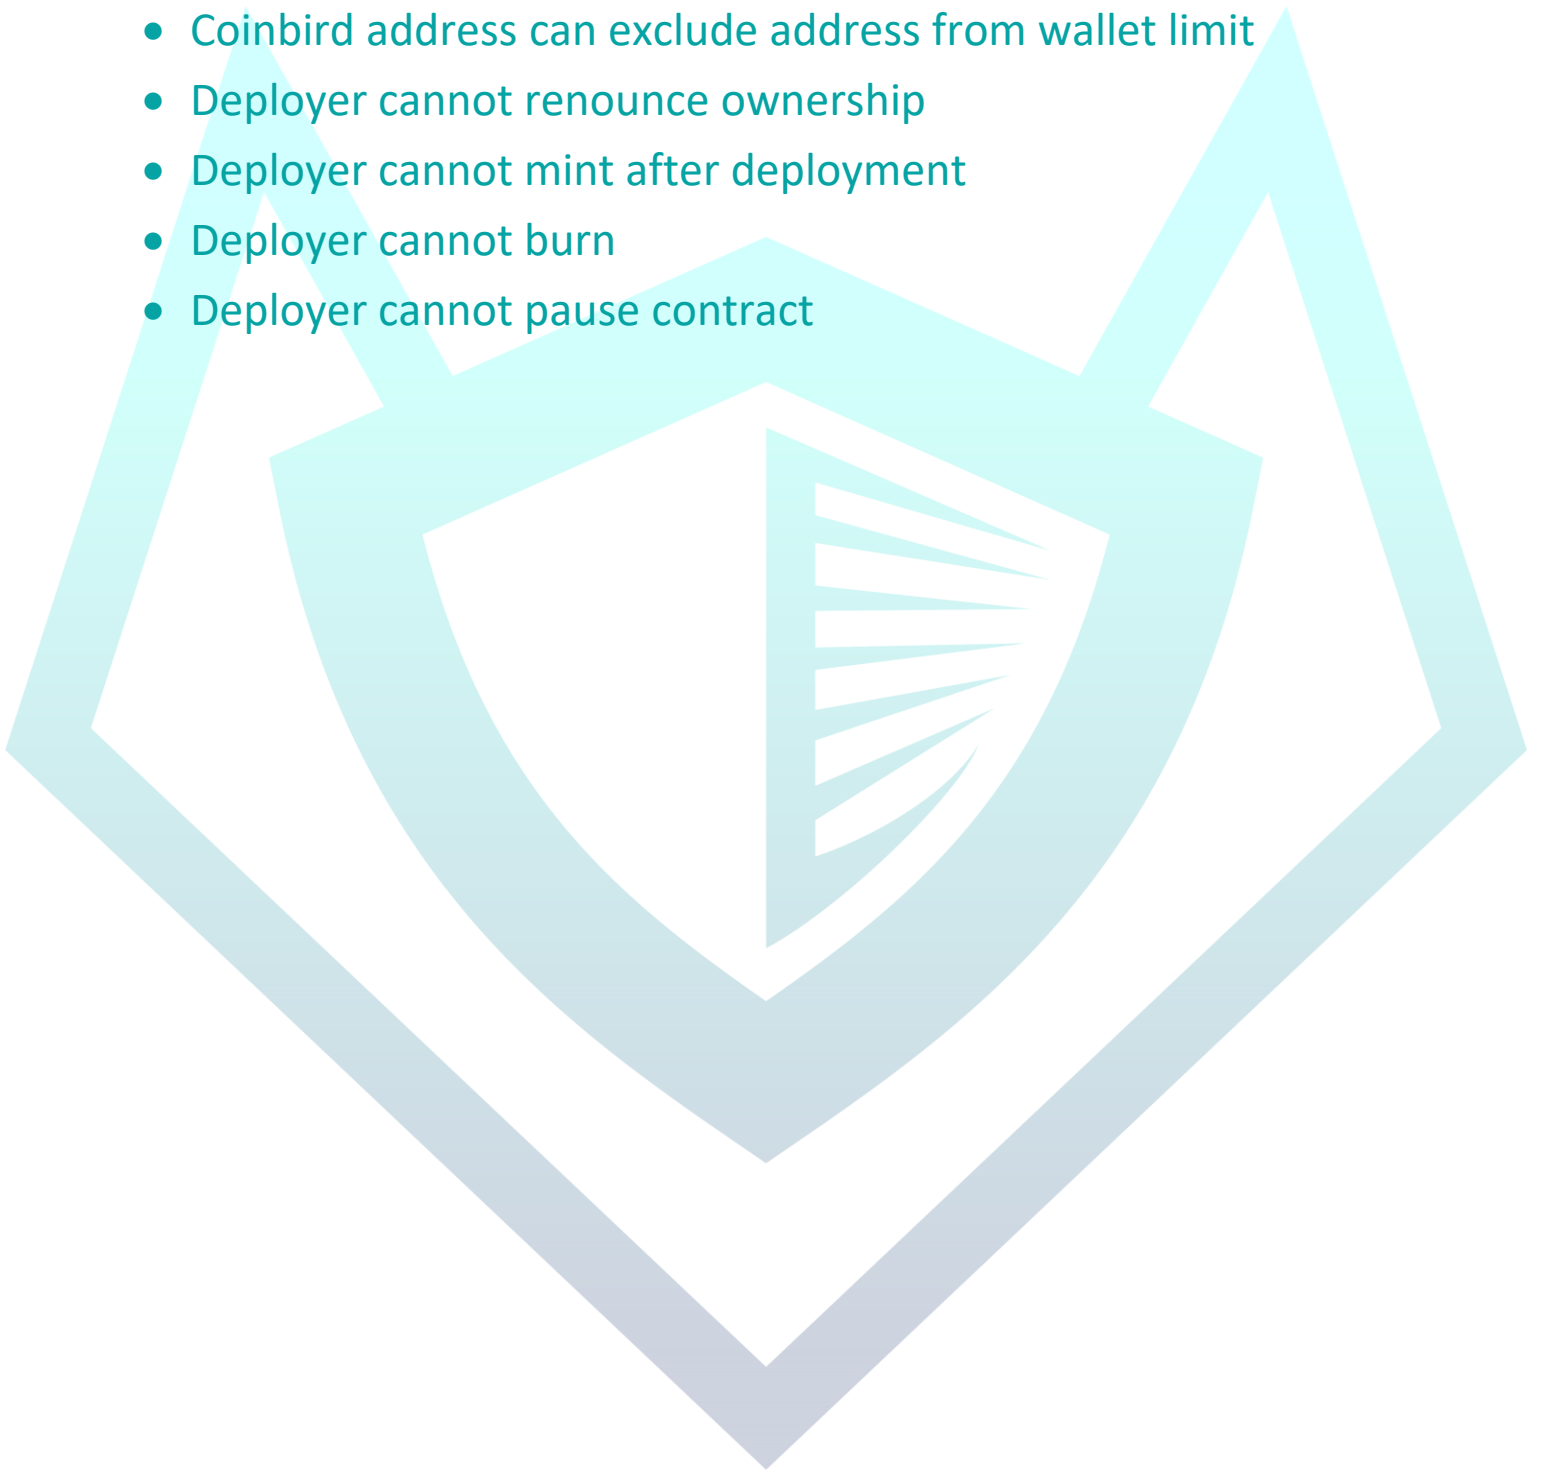 • Coinbird address can exclude address from wallet limit
• Deployer cannot renounce ownership
• Deployer cannot mint after deployment
• Deployer cannot burn
• Deployer cannot pause contract